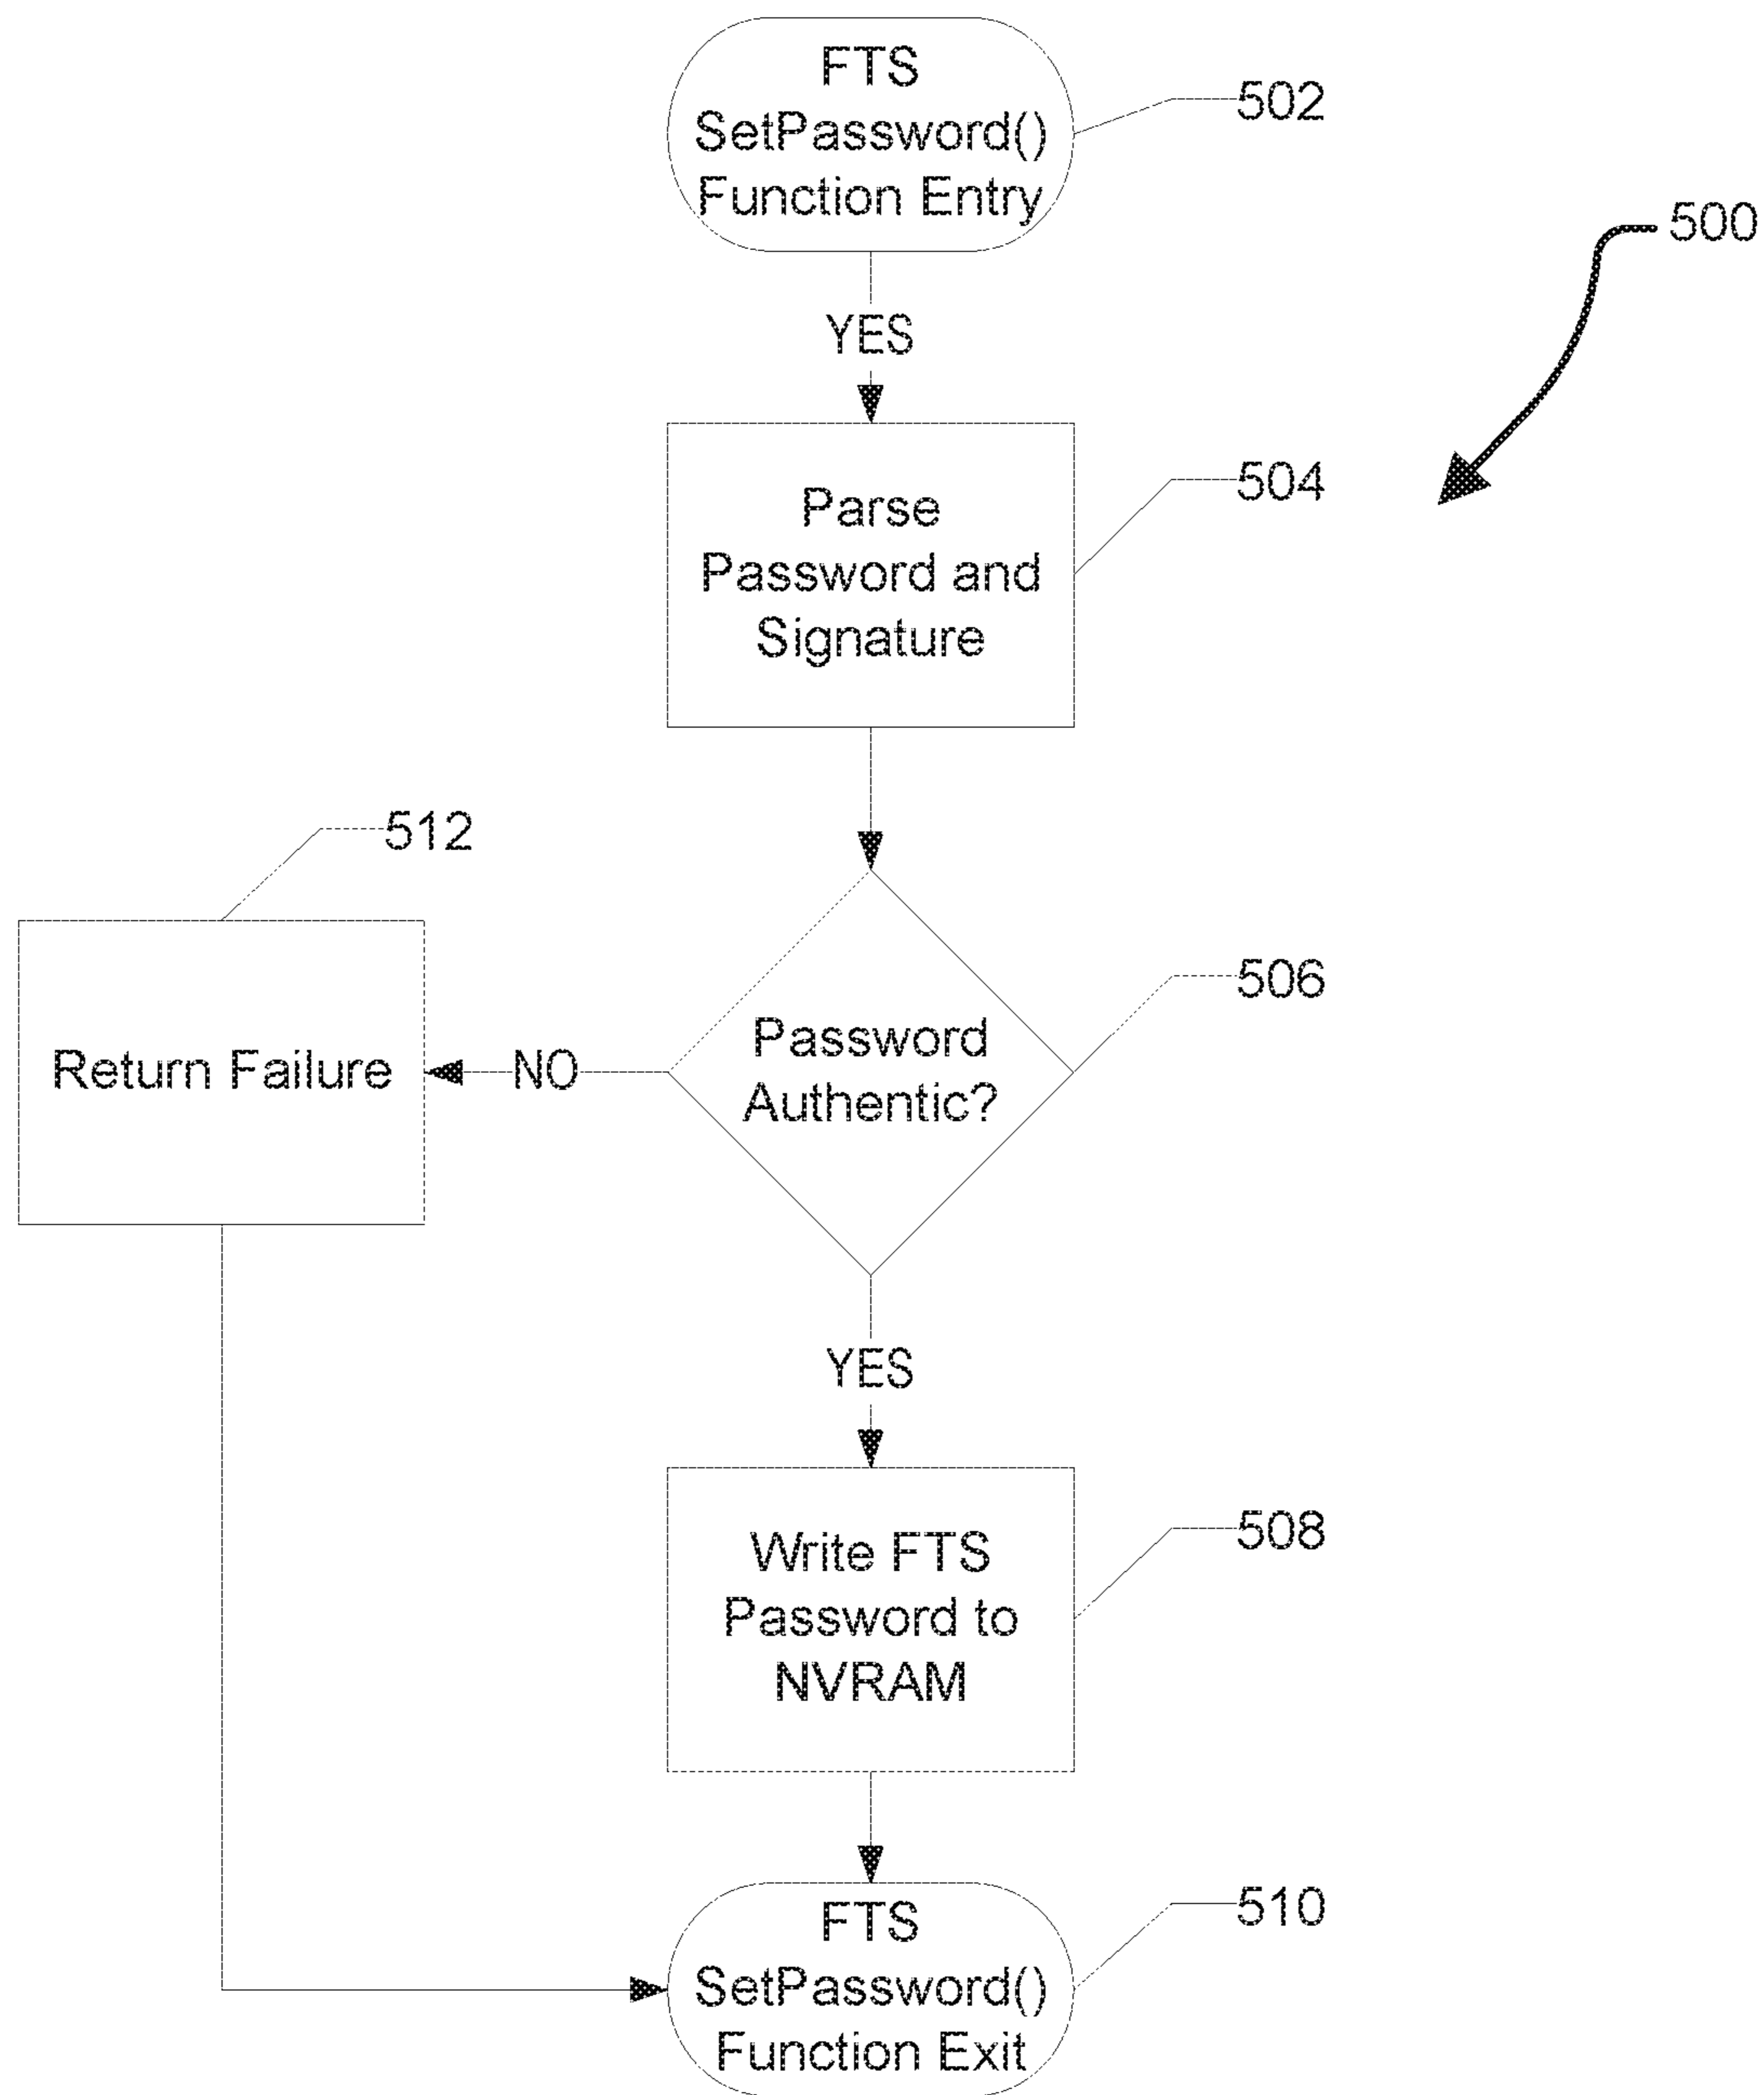 FTS
SetPassword()
Function Entry
502
500
YES
Parse
Password and
Signature
504
512
Return Failure
NO
Password
Authentic?
506
YES
Write FTS
Password to
NVRAM
508
FTS
SetPassword()
Function Exit
510